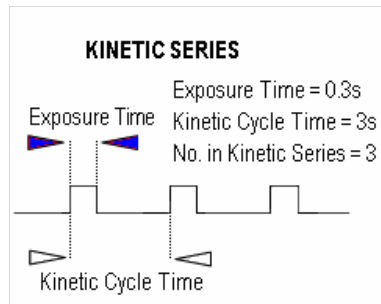 KINETIC SERIES
Exposure Time = 0.3s
Exposure Time
Kinetic Cycle Time = 3s
No. in Kinetic Series = 3
Kinetic Cycle Time